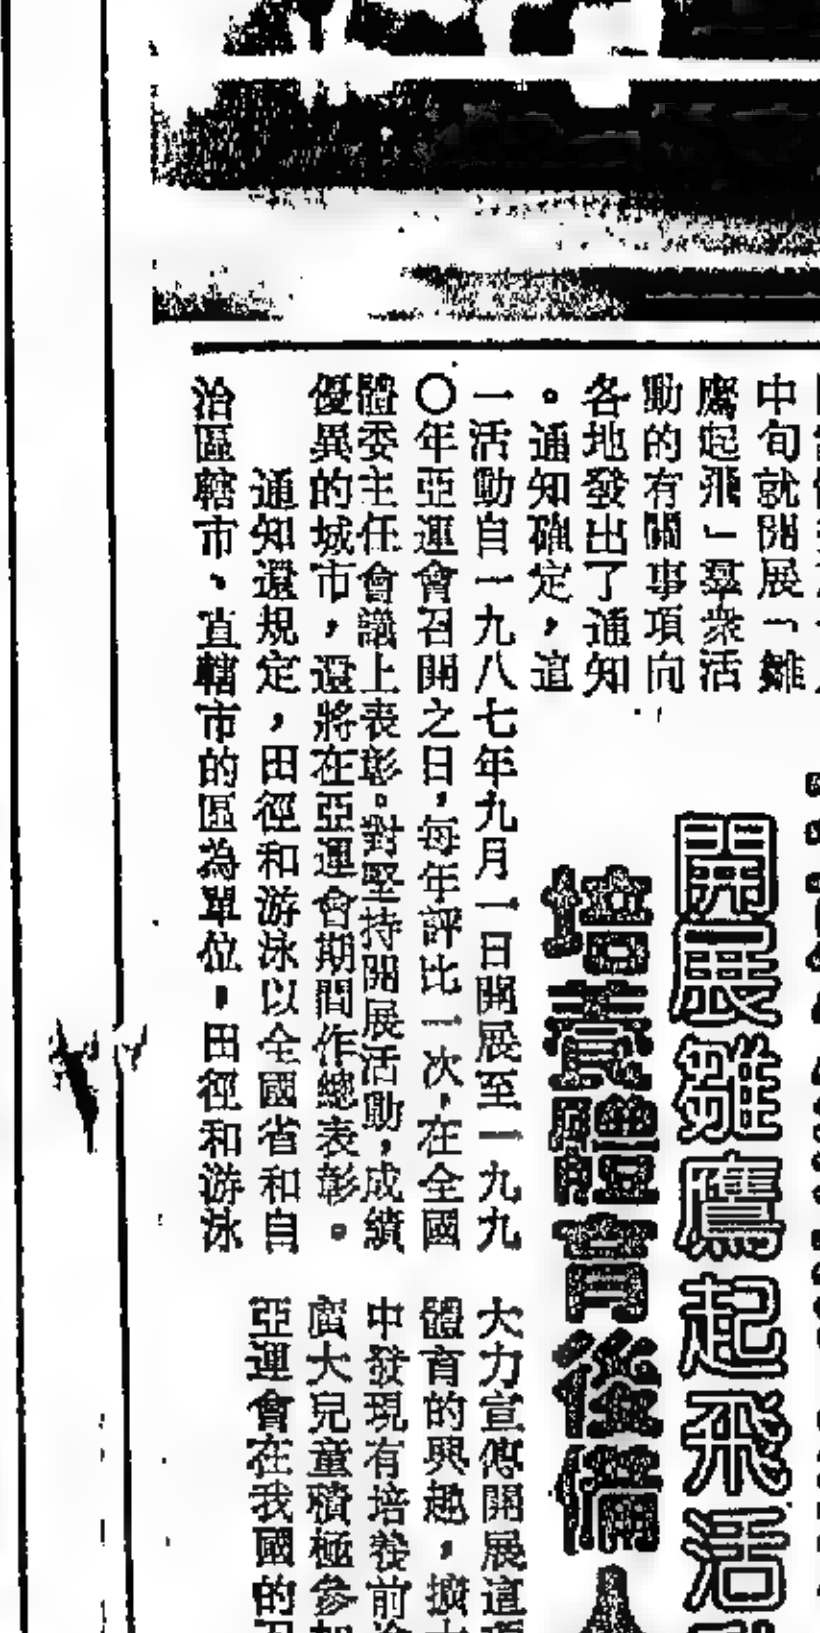 中旬就開展「雛
鷹起飛」羣衆活
動的有關事項向
各地發出了通知
。通知確定，這
一活動自一九八七年九月一日開展至一九九
〇年亞運會召開之日，每年評比一次，在全國
體委主任會議上表彰。對堅持開展活動，成績
優異的城市，還將在亞運會期間作總表彰。
通知還規定，田徑和游泳以全國省和自
治區轄市、直轄市的區為單位，田徑和游泳
開展雛鷹起飛活
培養體育後備人
大力宣傳開展這項
體育的興趣，擴大
中發現有培養前途
廣大兒童積極參加
亞運會在我國的召